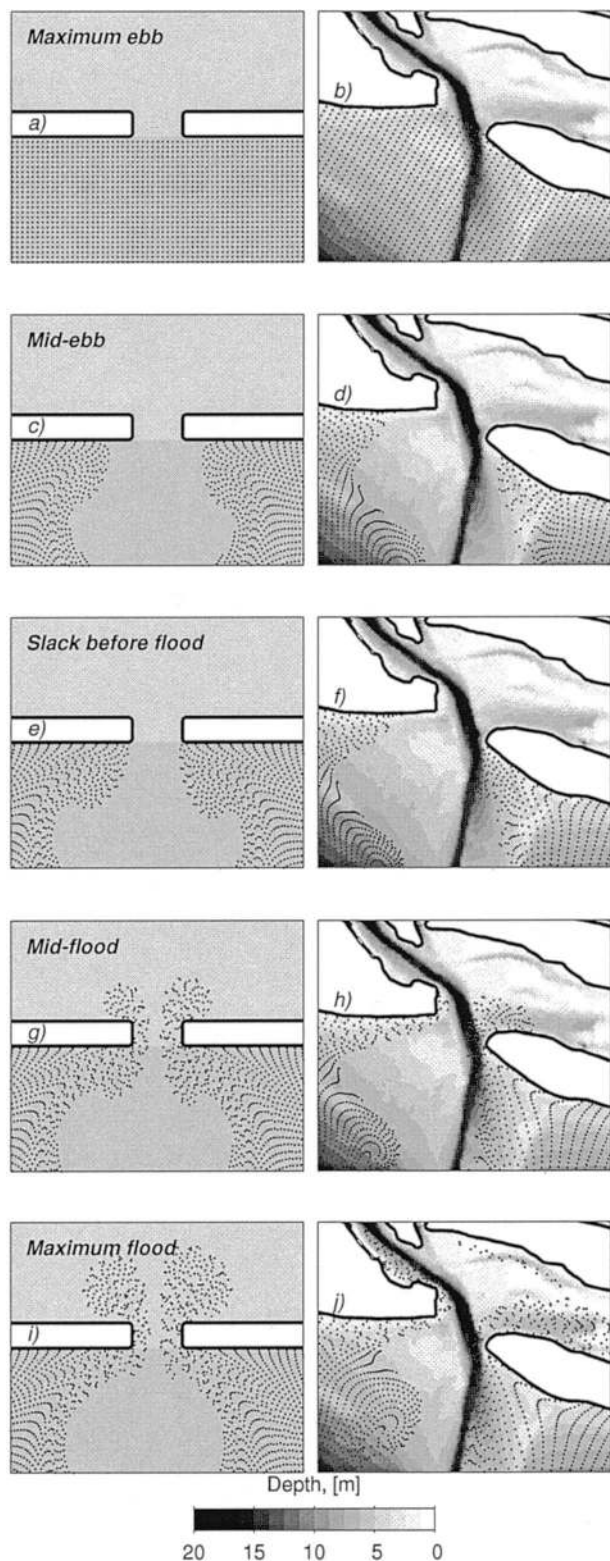 Maximum ebb
a)
b)
Mid-ebb
c)
d)
Slack before flood
e)
f)
Mid-flood
g)
h)
Maximum flood
i)
j)
Depth, [m]
20 15 10 5 0